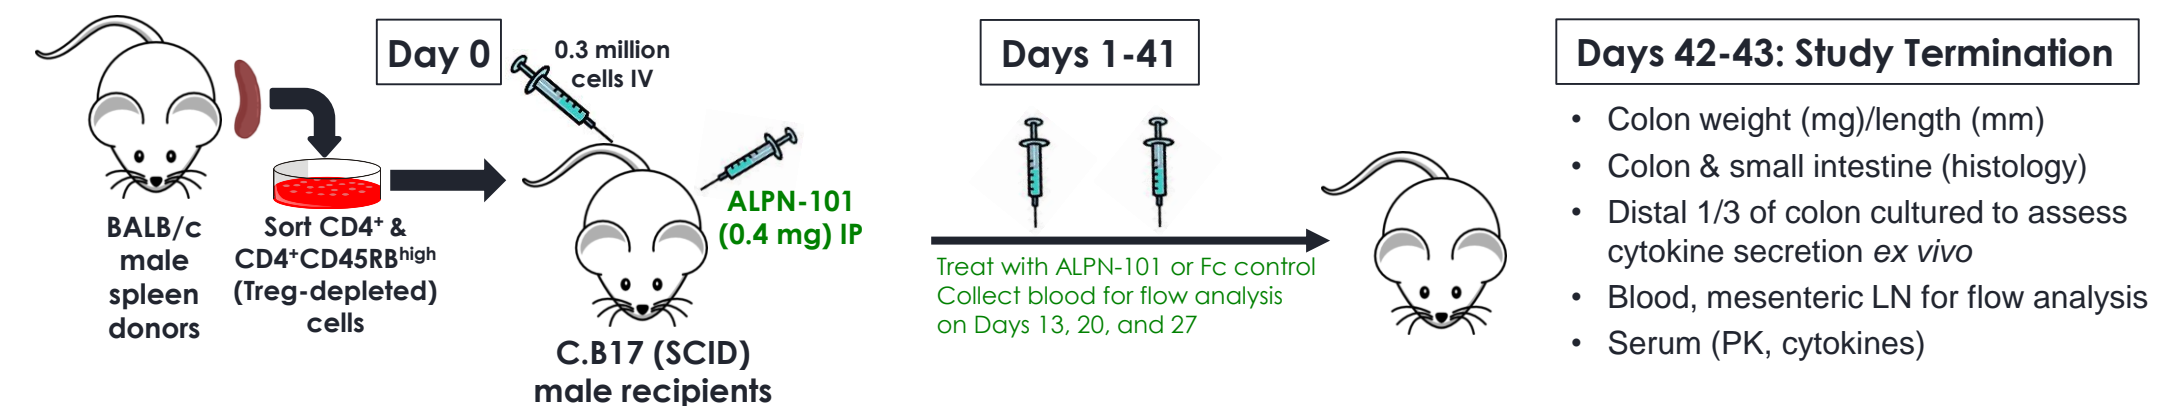 BALB/c
male
spleen
donors
Sort CD4⁺ &
CD4⁺CD45RBʰⁱᵍʰ
(Treg-depleted)
cells
Day 0
0.3 million
cells IV
ALPN-101
(0.4 mg) IP
C.B17 (SCID)
male recipients
Days 1-41
Treat with ALPN-101 or Fc control
Collect blood for flow analysis
on Days 13, 20, and 27
Days 42-43: Study Termination
• Colon weight (mg)/length (mm)
• Colon & small intestine (histology)
• Distal 1/3 of colon cultured to assess
cytokine secretion ex vivo
• Blood, mesenteric LN for flow analysis
• Serum (PK, cytokines)